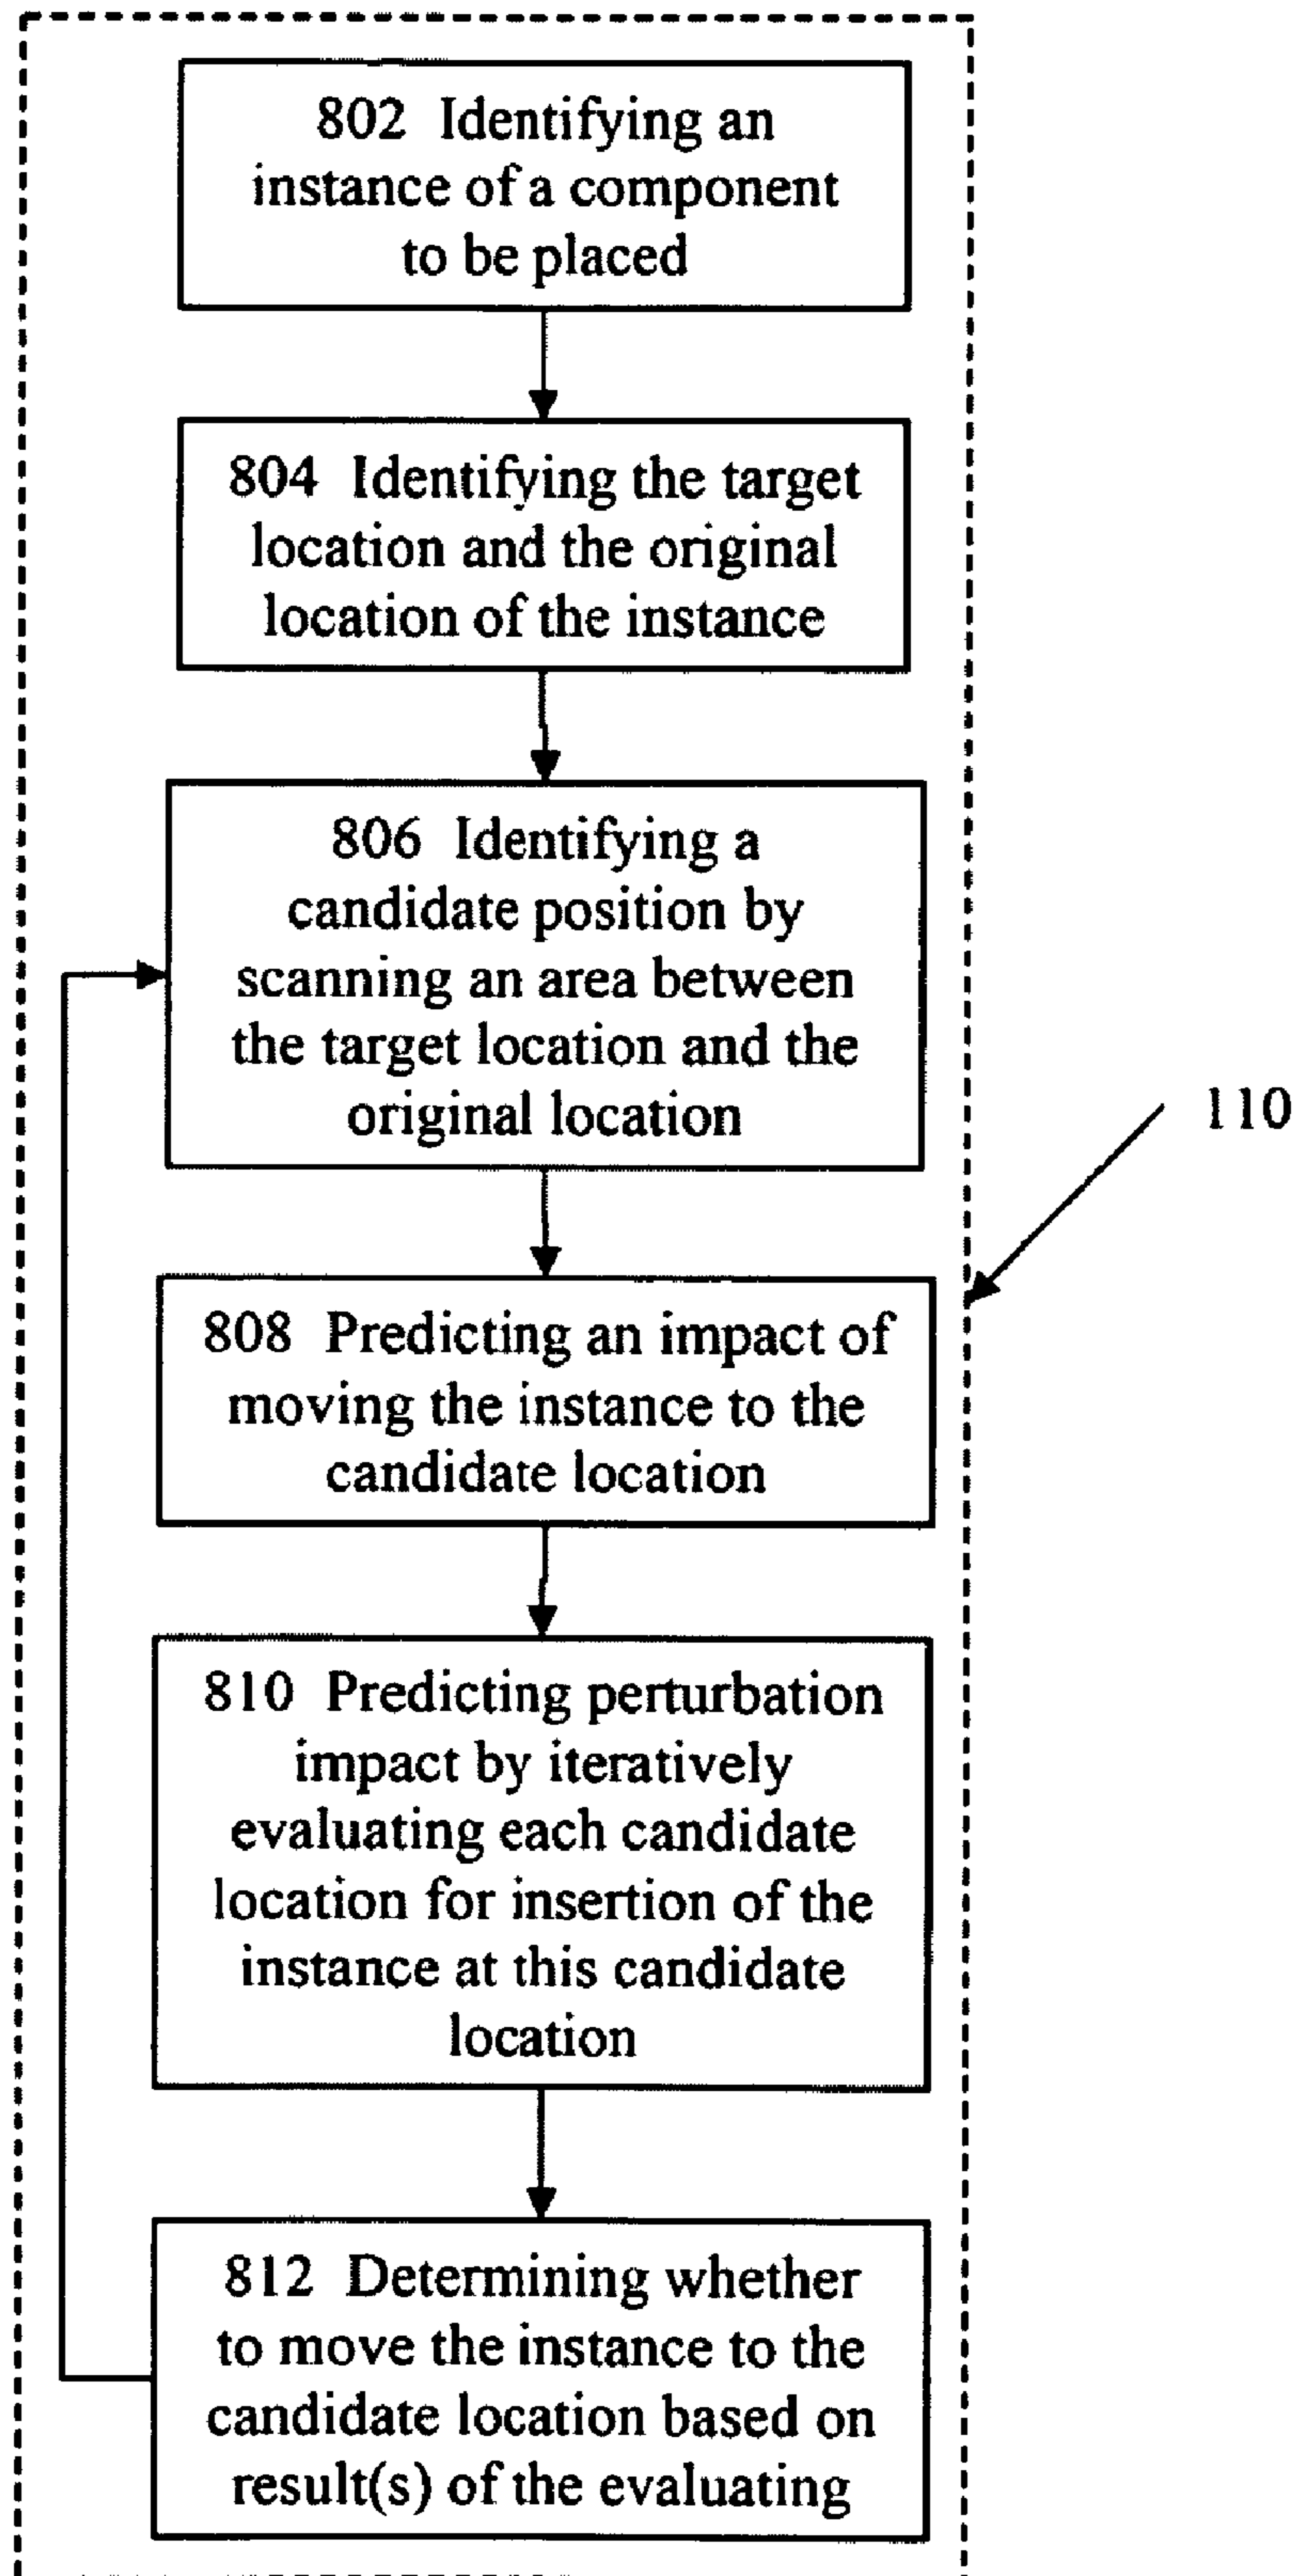 802 Identifying an
instance of a component
to be placed
804 Identifying the target
location and the original
location of the instance
806 Identifying a
candidate position by
scanning an area between
the target location and the
original location
110
808 Predicting an impact of
moving the instance to the
candidate location
810 Predicting perturbation
impact by iteratively
evaluating each candidate
location for insertion of the
instance at this candidate
location
812 Determining whether
to move the instance to the
candidate location based on
result(s) of the evaluating